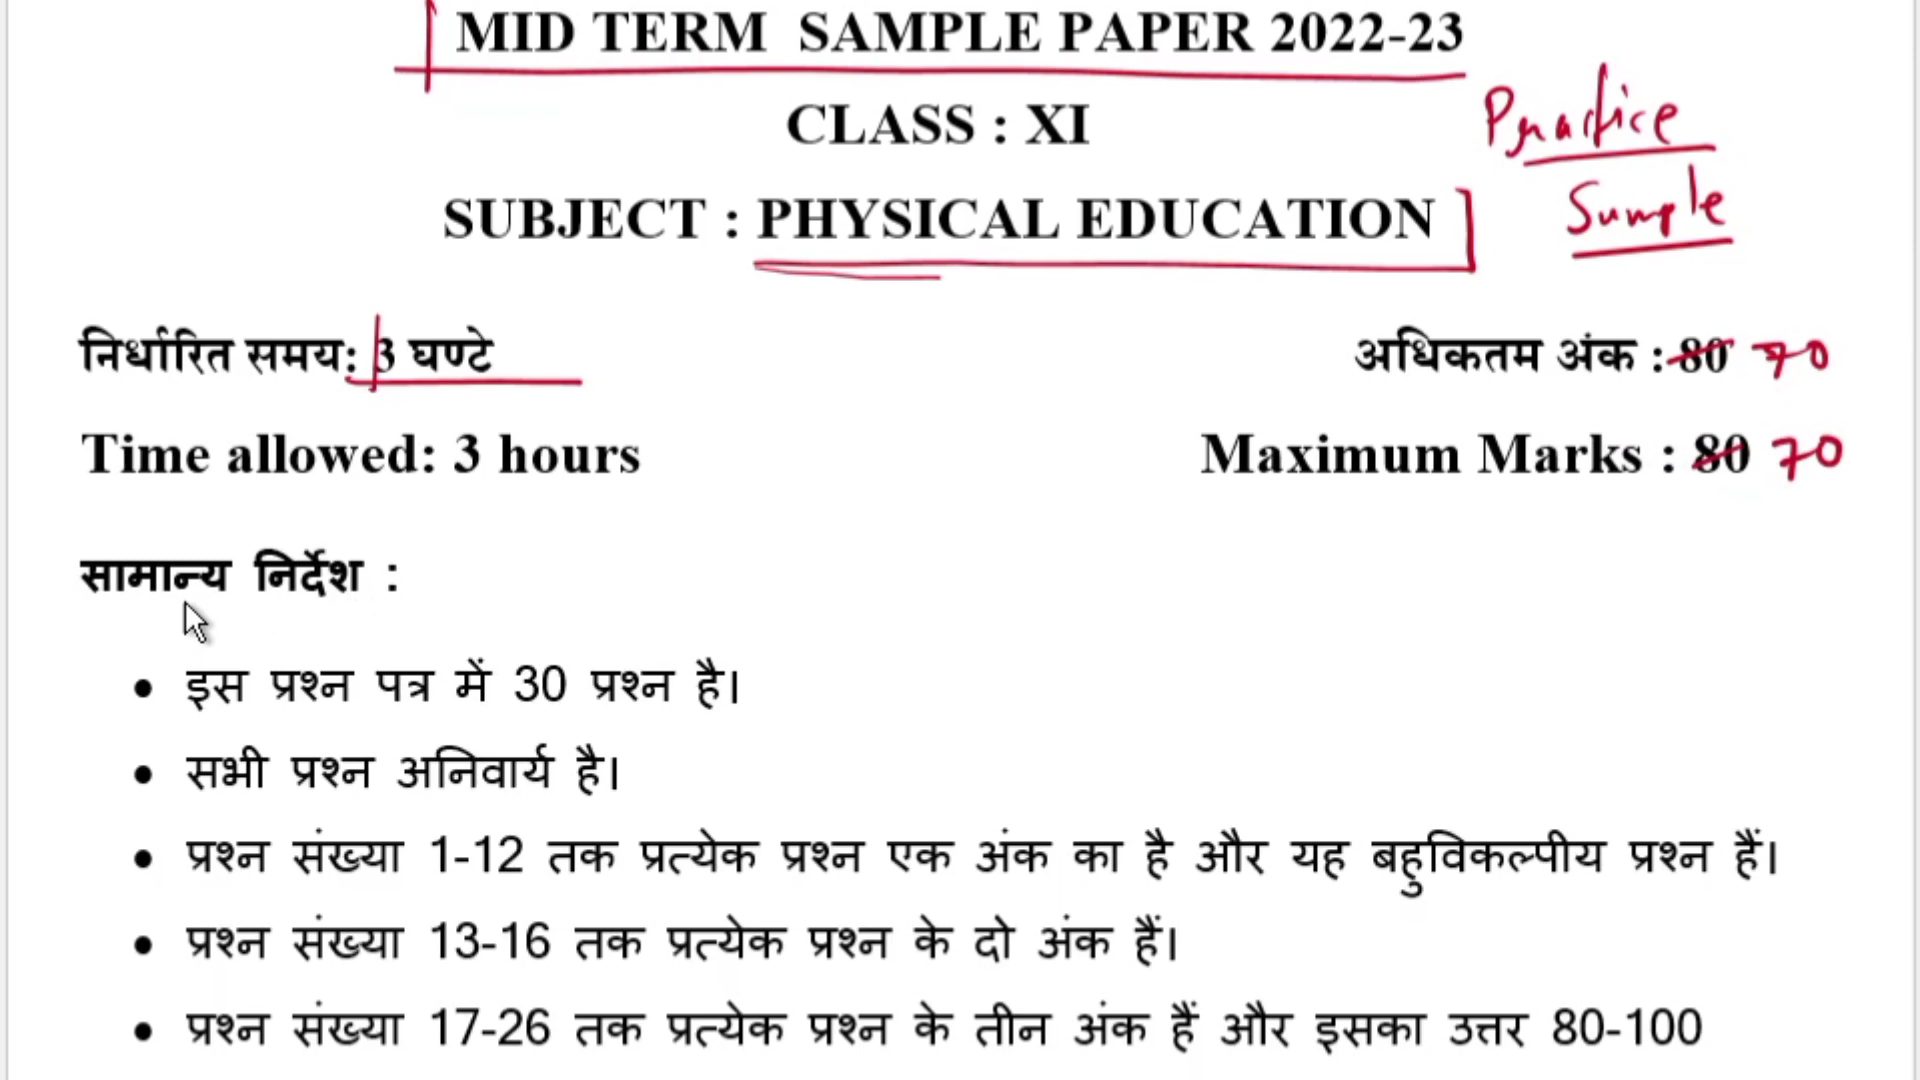 MID TERM SAMPLE PAPER 2022-23
CLASS : XI
Practice
SUBJECT : PHYSICAL EDUCATION
Sample
निर्धारित समय: 3 घण्टे
अधिकतम अंक : 80 70
Time allowed: 3 hours
Maximum Marks : 80 70
सामान्य निर्देश :
• इस प्रश्न पत्र में 30 प्रश्न है।
• सभी प्रश्न अनिवार्य है।
• प्रश्न संख्या 1-12 तक प्रत्येक प्रश्न एक अंक का है और यह बहुविकल्पीय प्रश्न हैं।
• प्रश्न संख्या 13-16 तक प्रत्येक प्रश्न के दो अंक हैं।
• प्रश्न संख्या 17-26 तक प्रत्येक प्रश्न के तीन अंक हैं और इसका उत्तर 80-100